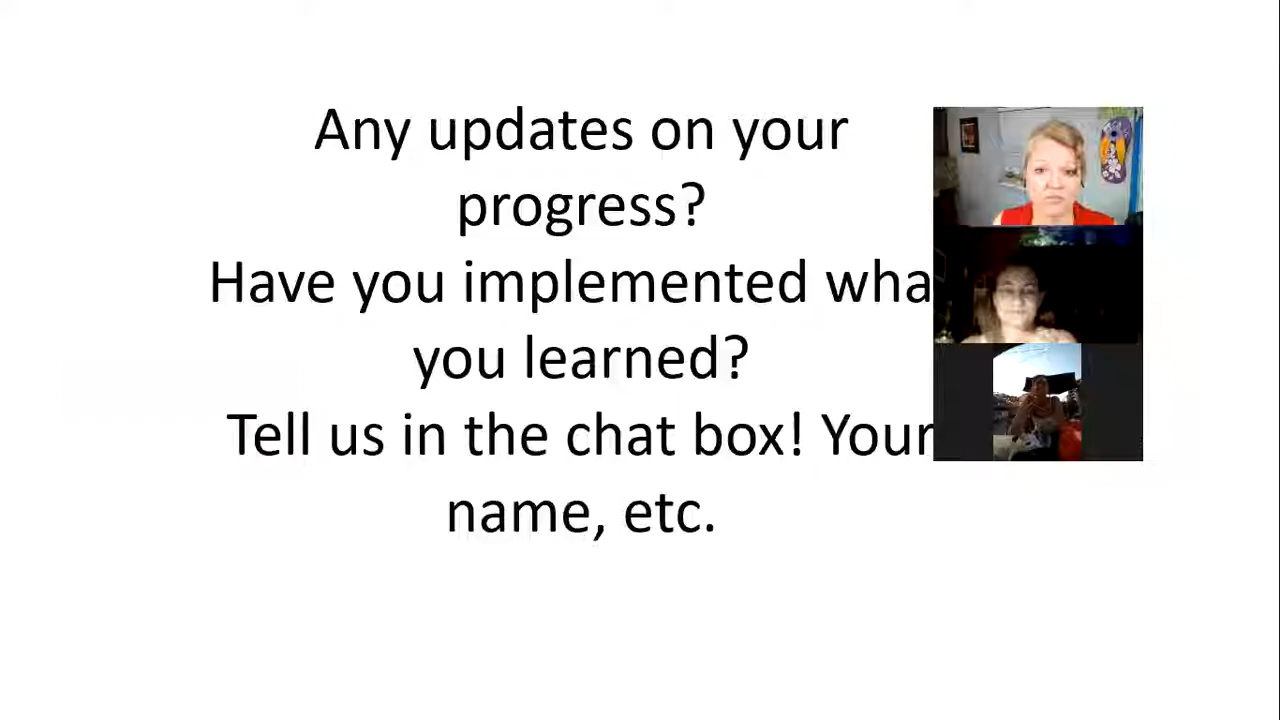 Any updates on your
progress?
Have you implemented wha
you learned?
Tell us in the chat box! Your
name, etc.